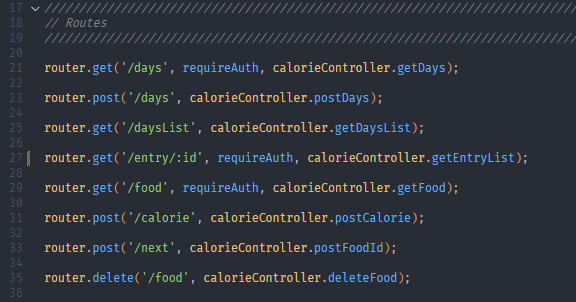 17 ////////////////////////////////////////////////////////////////////////////////
18 // Routes
19 ////////////////////////////////////////////////////////////////////////////////
20
21 router.get('/days', requireAuth, calorieController.getDays);
22
23 router.post('/days', calorieController.postDays);
24
25 router.get('/daysList', calorieController.getDaysList);
26
27 router.get('/entry/:id', requireAuth, calorieController.getEntryList);
28
29 router.get('/food', requireAuth, calorieController.getFood);
30
31 router.post('/calorie', calorieController.postCalorie);
32
33 router.post('/next', calorieController.postFoodId);
34
35 router.delete('/food', calorieController.deleteFood);
36